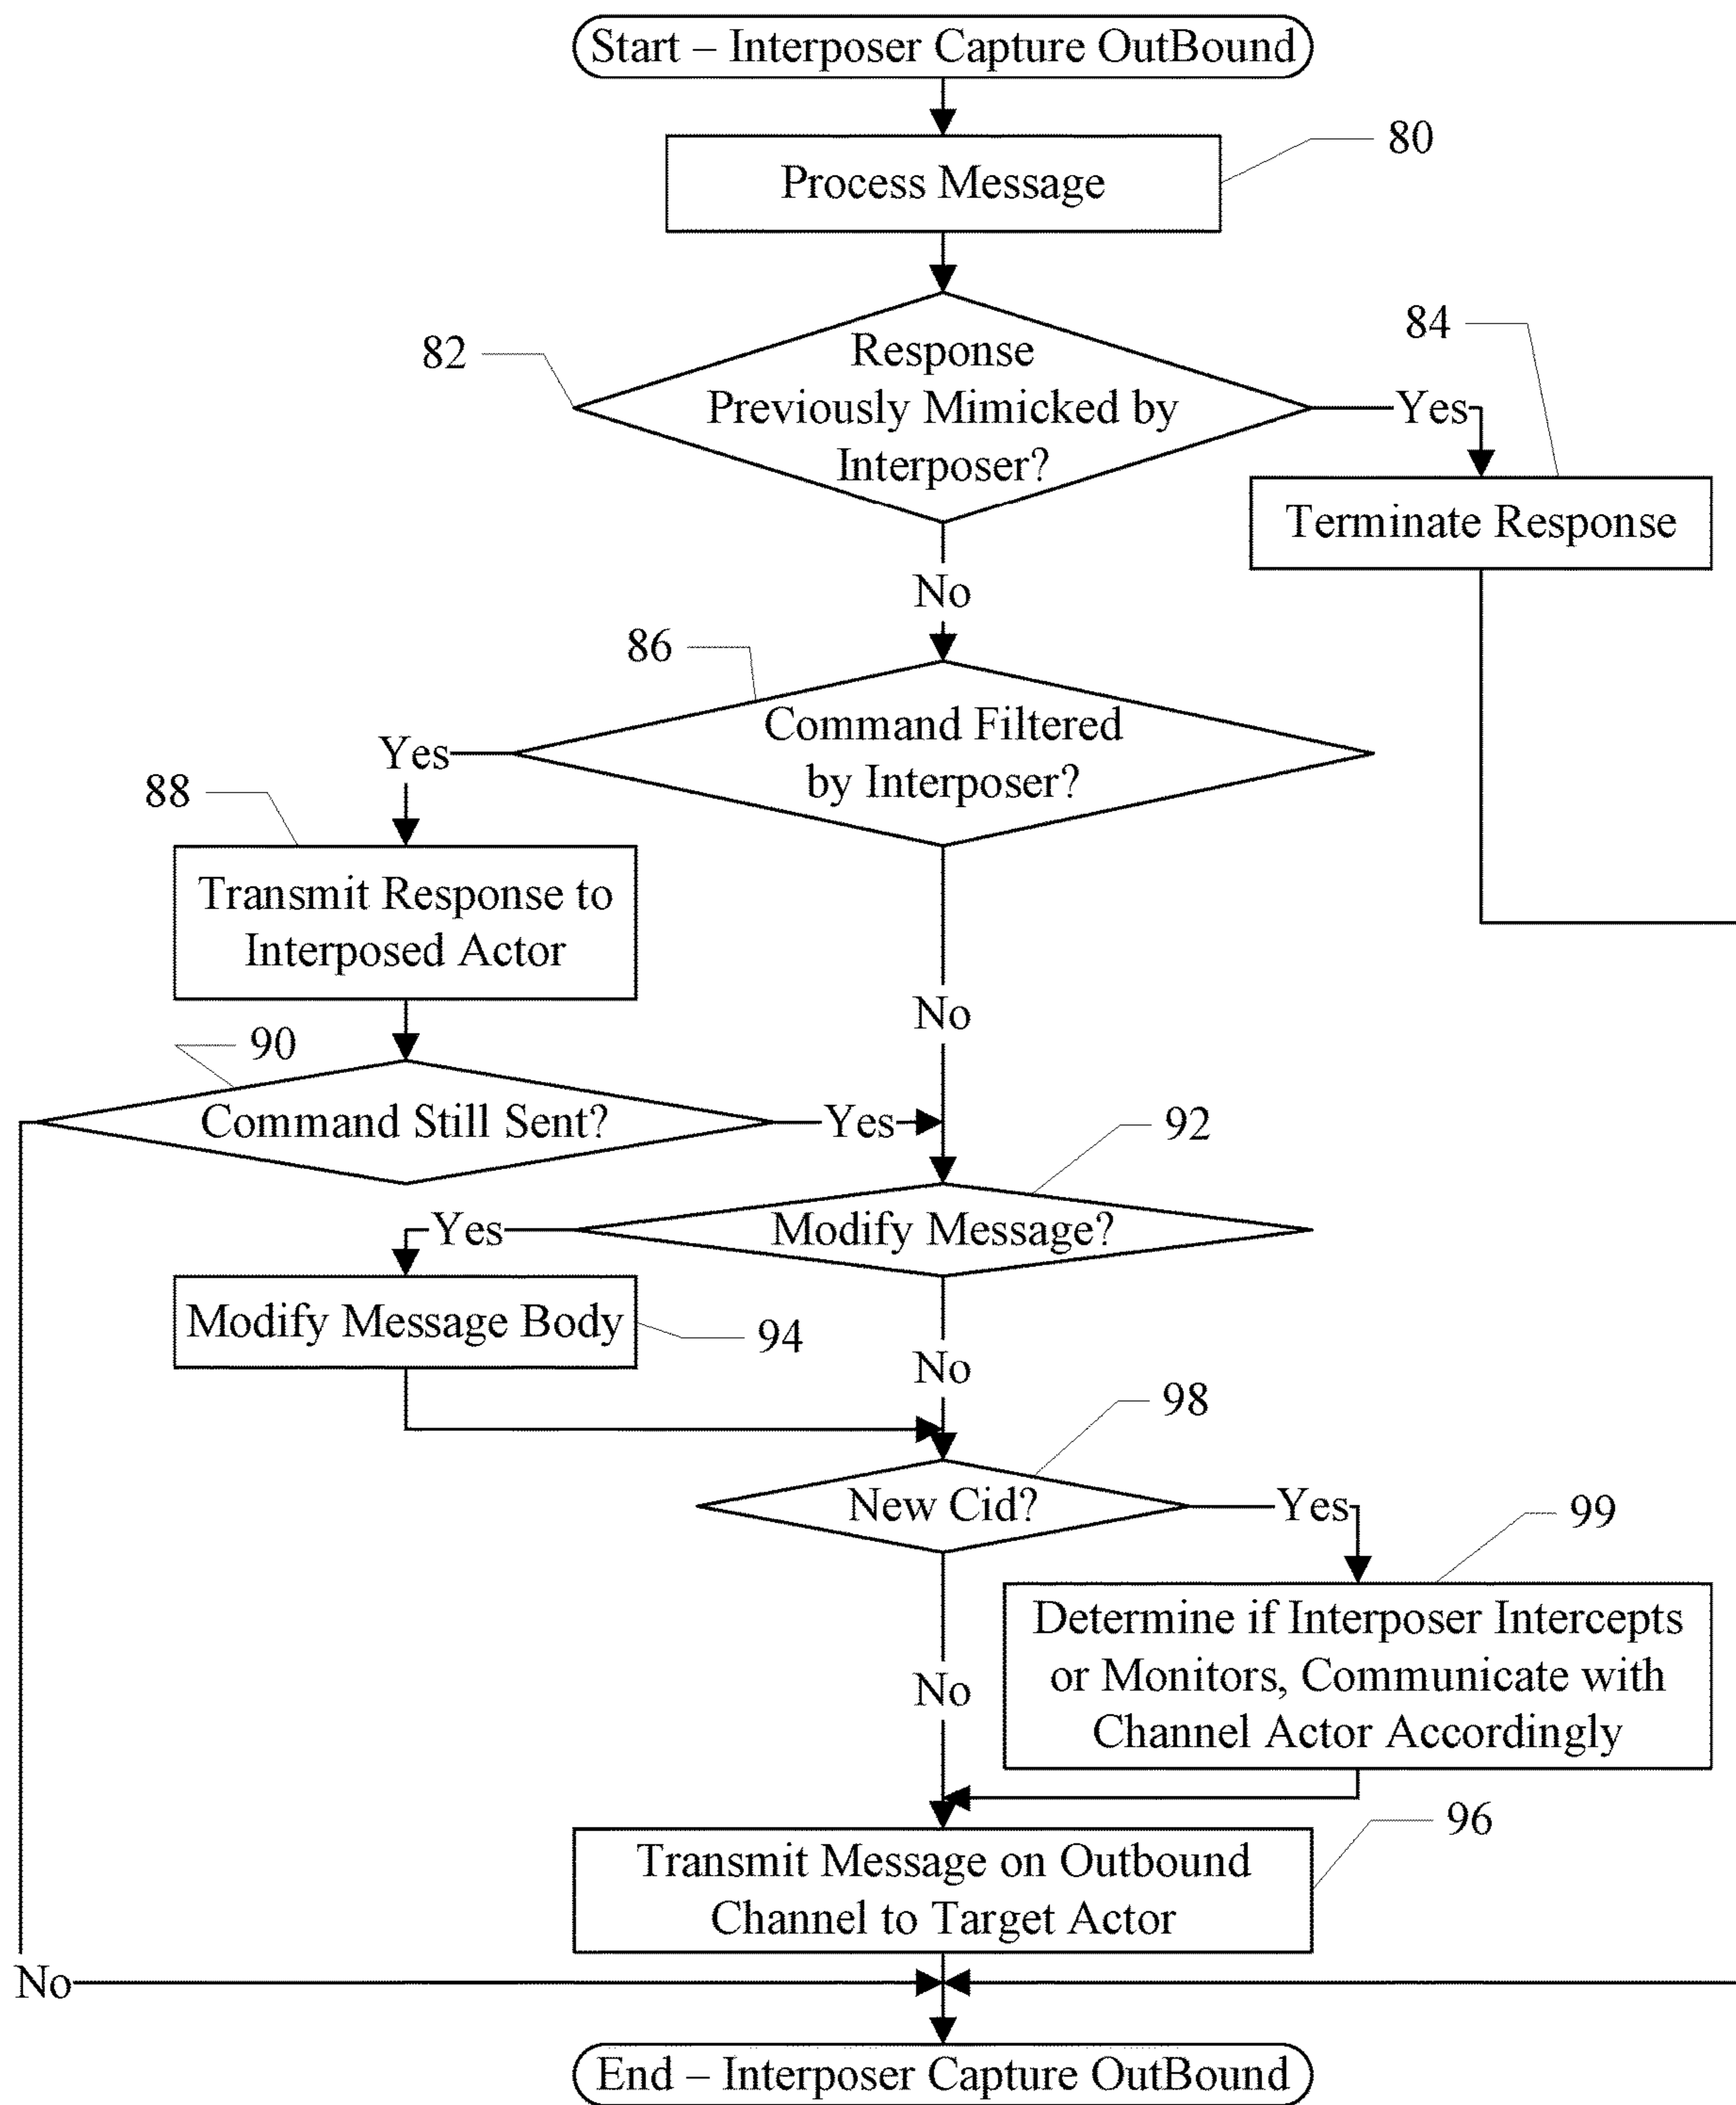 Start – Interposer Capture OutBound
80
Process Message
84
82
Response
Previously Mimicked by
Interposer?
Yes
Terminate Response
No
86
Command Filtered
by Interposer?
Yes
88
Transmit Response to
Interposed Actor
No
90
Command Still Sent?
Yes
92
Modify Message?
Yes
Modify Message Body
94
No
98
New Cid?
Yes
99
Determine if Interposer Intercepts
or Monitors, Communicate with
Channel Actor Accordingly
No
96
Transmit Message on Outbound
Channel to Target Actor
No
End – Interposer Capture OutBound